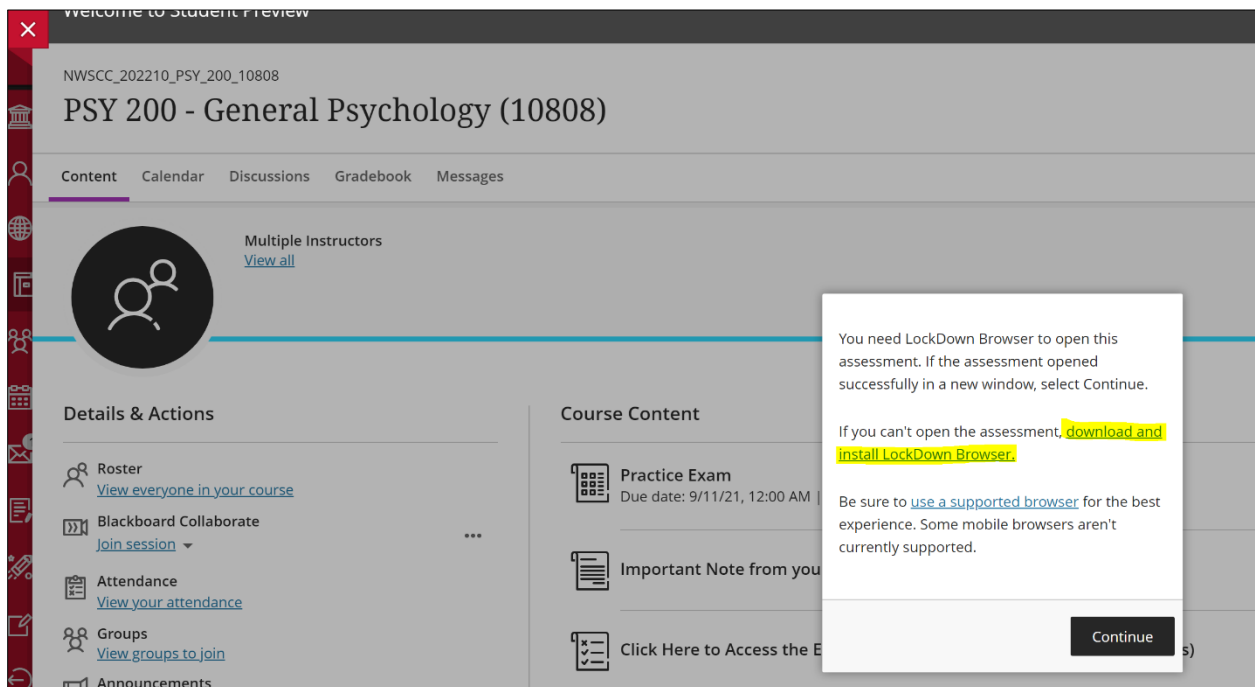 Welcome to Student Preview
NWSCC_202210_PSY_200_10808
PSY 200 - General Psychology (10808)
Content Calendar Discussions Gradebook Messages
Multiple Instructors
View all
Details & Actions
Roster
View everyone in your course
Blackboard Collaborate
Join session
Attendance
View your attendance
Groups
View groups to join
Announcements
Course Content
Practice Exam
Due date: 9/11/21, 12:00 AM |
Important Note from you
Click Here to Access the E
s)
You need LockDown Browser to open this
assessment. If the assessment opened
successfully in a new window, select Continue.
If you can't open the assessment, download and
install LockDown Browser.
Be sure to use a supported browser for the best
experience. Some mobile browsers aren't
currently supported.
Continue